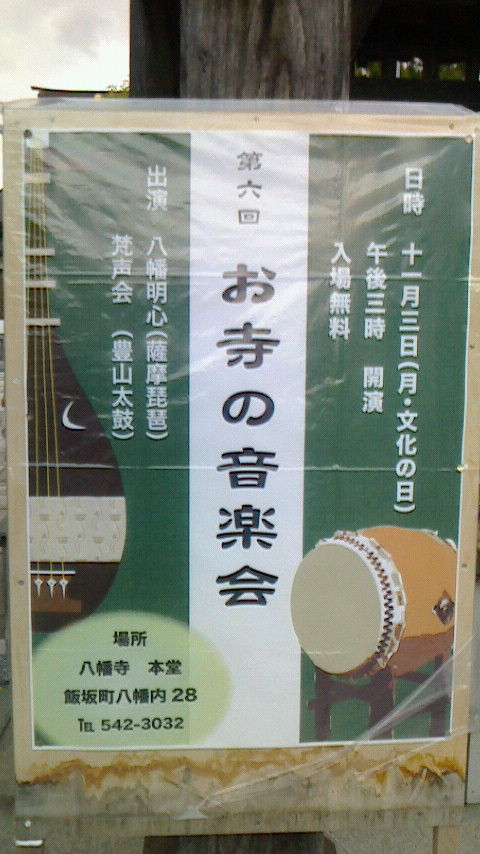 日時 十一月三日(月・文化の日)
午後三時 開演
入場無料
第六回
お寺の音楽会
出演 八幡明心(薩摩琵琶)
梵声会 (豊山太鼓)
場所
八幡寺 本堂
飯坂町八幡内28
℡ 542-3032